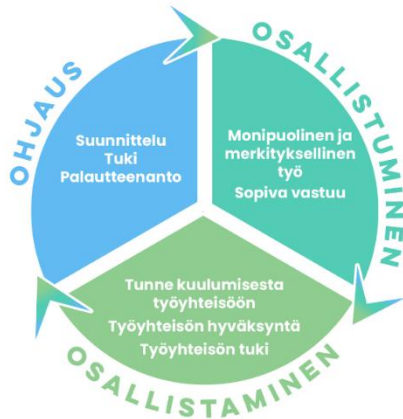 OHJAUS
Suunnittelu
Tuki
Palautteenanto
OSALLISTUMINEN
Monipuolinen ja
merkityksellinen
työ
Sopiva vastuu
Tunne kuulumisesta
työyhteisöön
Työyhteisön hyväksyntä
Työyhteisön tuki
OSALLISTAMINEN